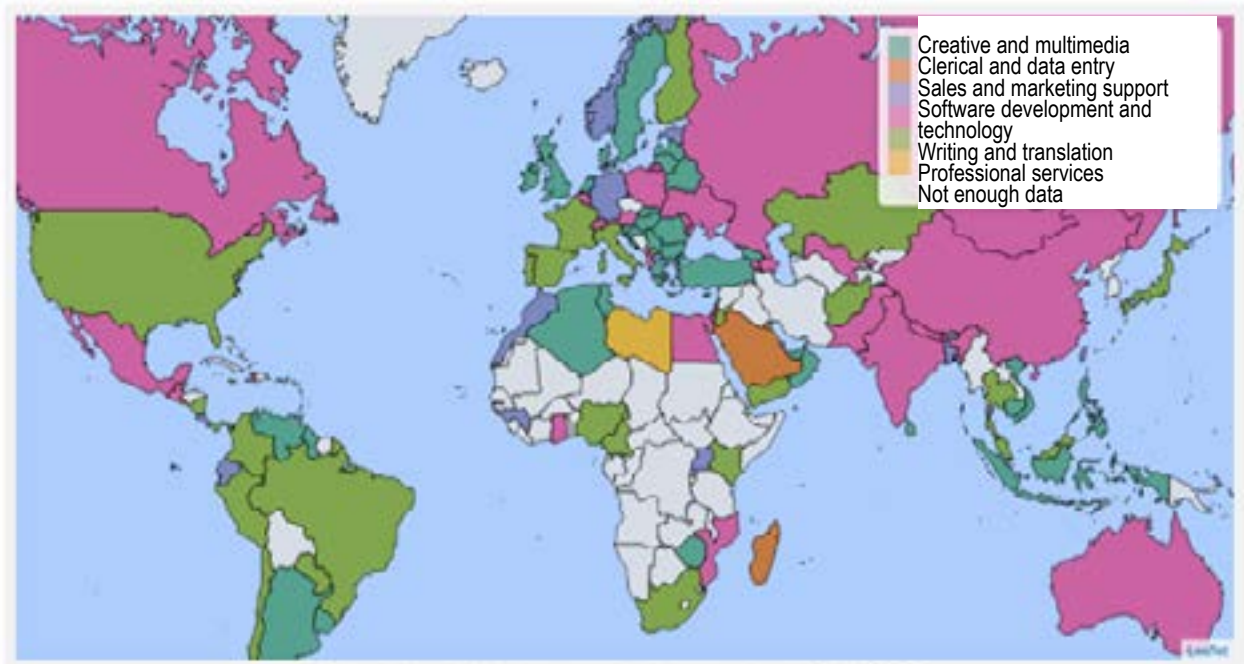 Creative and multimedia
Clerical and data entry
Sales and marketing support
Software development and
technology
Writing and translation
Professional services
Not enough data
Leaflet